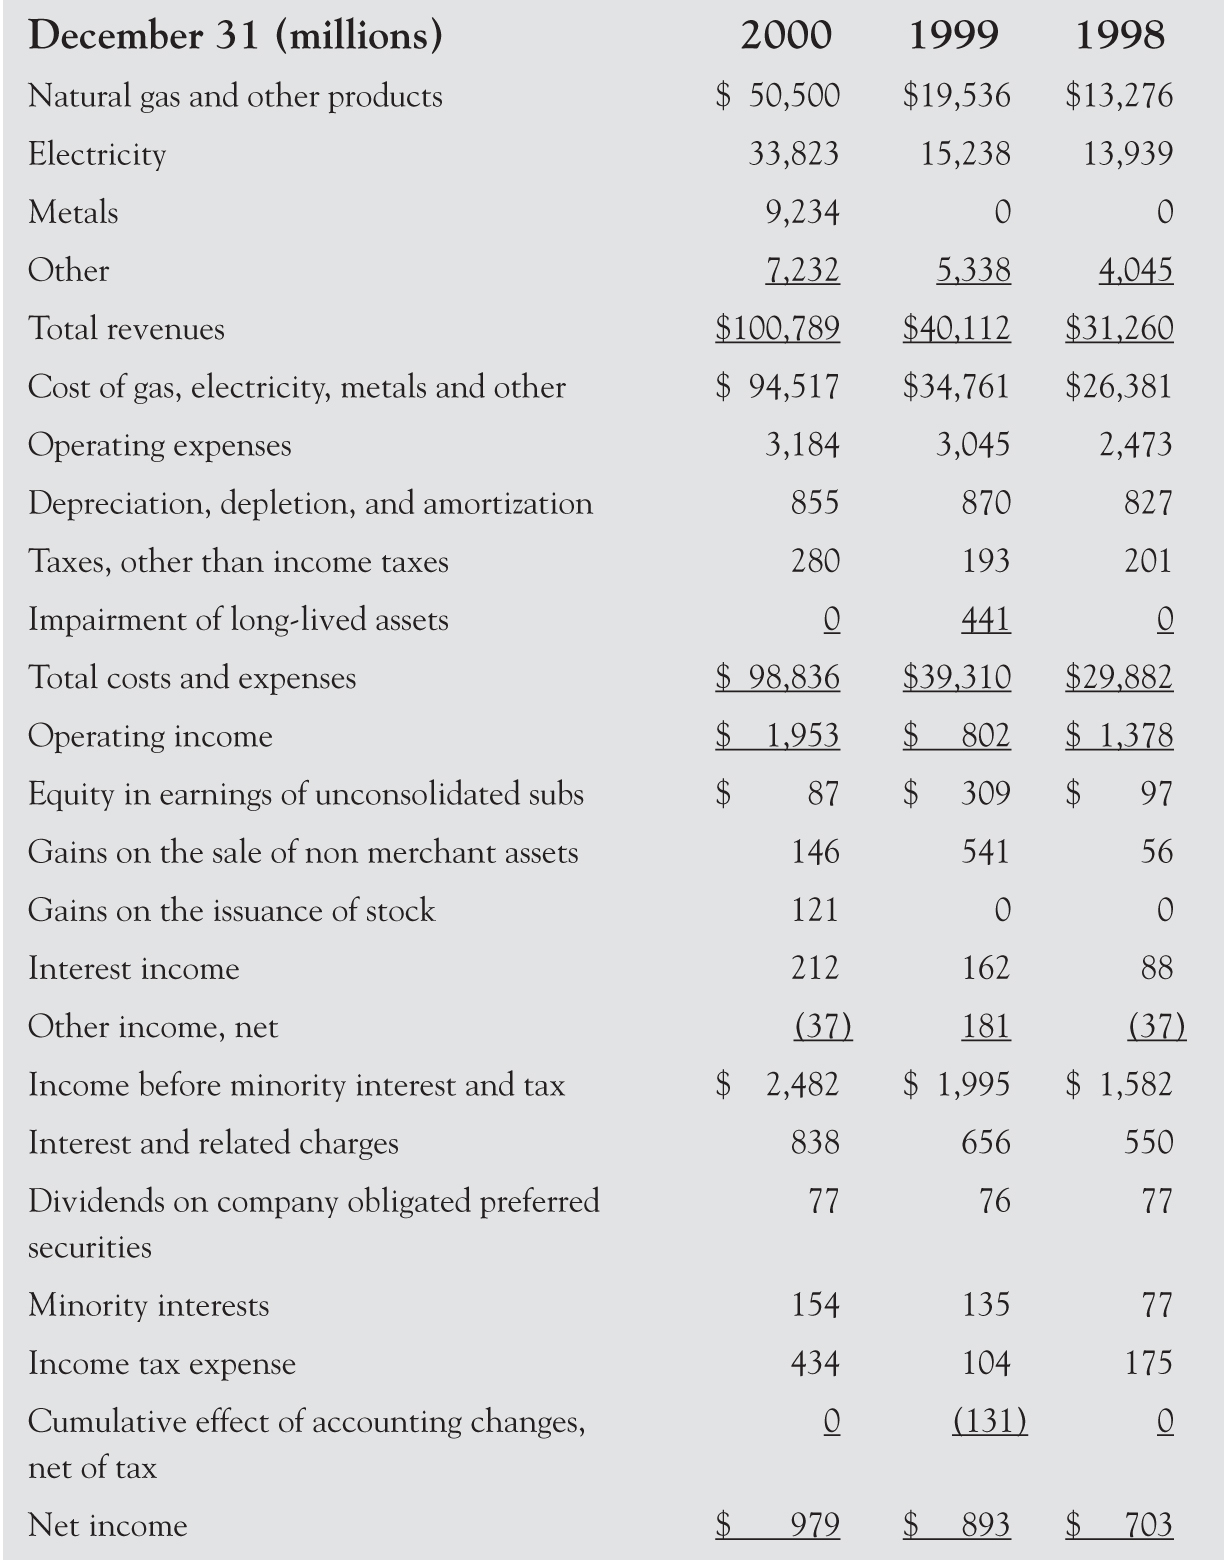 December 31 (millions) 2000 1999 1998
Natural gas and other products $ 50,500 $19,536 $13,276
Electricity 33,823 15,238 13,939
Metals 9,234 0 0
Other 7,232 5,338 4,045
Total revenues $100,789 $40,112 $31,260
Cost of gas, electricity, metals and other $ 94,517 $34,761 $26,381
Operating expenses 3,184 3,045 2,473
Depreciation, depletion, and amortization 855 870 827
Taxes, other than income taxes 280 193 201
Impairment of long-lived assets 0 441 0
Total costs and expenses $ 98,836 $39,310 $29,882
Operating income $ 1,953 $ 802 $ 1,378
Equity in earnings of unconsolidated subs $ 87 $ 309 $ 97
Gains on the sale of non merchant assets 146 541 56
Gains on the issuance of stock 121 0 0
Interest income 212 162 88
Other income, net (37) 181 (37)
Income before minority interest and tax $ 2,482 $ 1,995 $ 1,582
Interest and related charges 838 656 550
Dividends on company obligated preferred 77 76 77
securities
Minority interests 154 135 77
Income tax expense 434 104 175
Cumulative effect of accounting changes, 0 (131) 0
net of tax
Net income $ 979 $ 893 $ 703